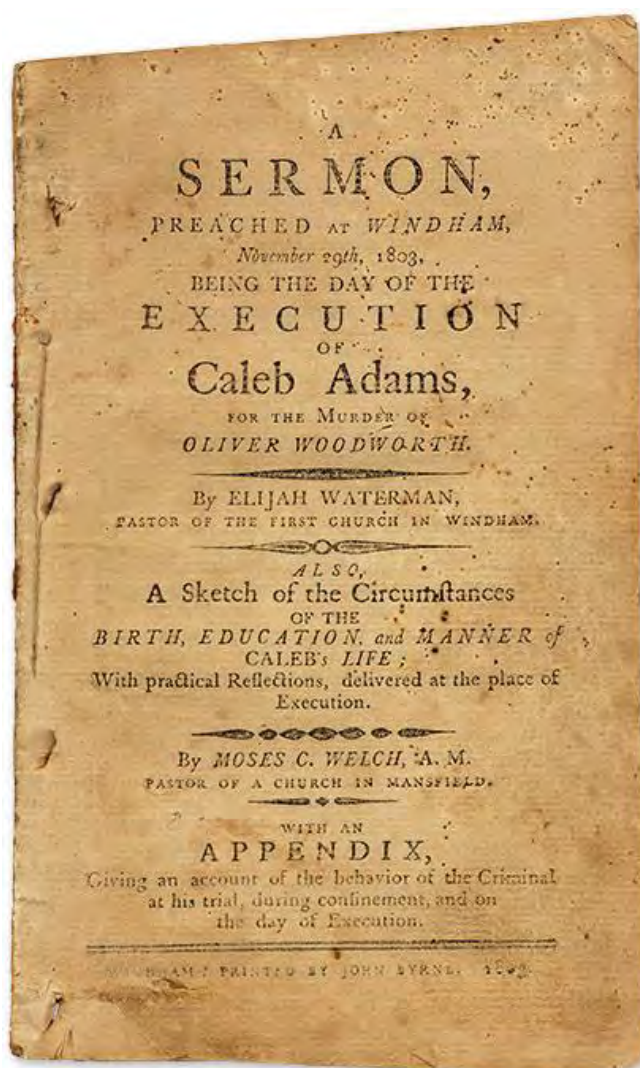 A
SERMON,
PREACHED AT WINDHAM,
November 29th, 1803,
BEING THE DAY OF THE
EXECUTION
OF
Caleb Adams,
FOR THE MURDER OF
OLIVER WOODWORTH.
By ELIJAH WATERMAN,
PASTOR OF THE FIRST CHURCH IN WINDHAM.
ALSO,
A Sketch of the Circumſtances
OF THE
BIRTH, EDUCATION, and MANNER of
CALEB's LIFE;
With practical Reflections, delivered at the place of
Execution.
By MOSES C. WELCH, A. M.
PASTOR OF A CHURCH IN MANSFIELD.
WITH AN
APPENDIX,
Giving an account of the behavior of the Criminal
at his trial, during confinement, and on
the day of Execution.
WINDHAM: PRINTED BY JOHN BYRNE. 1803.